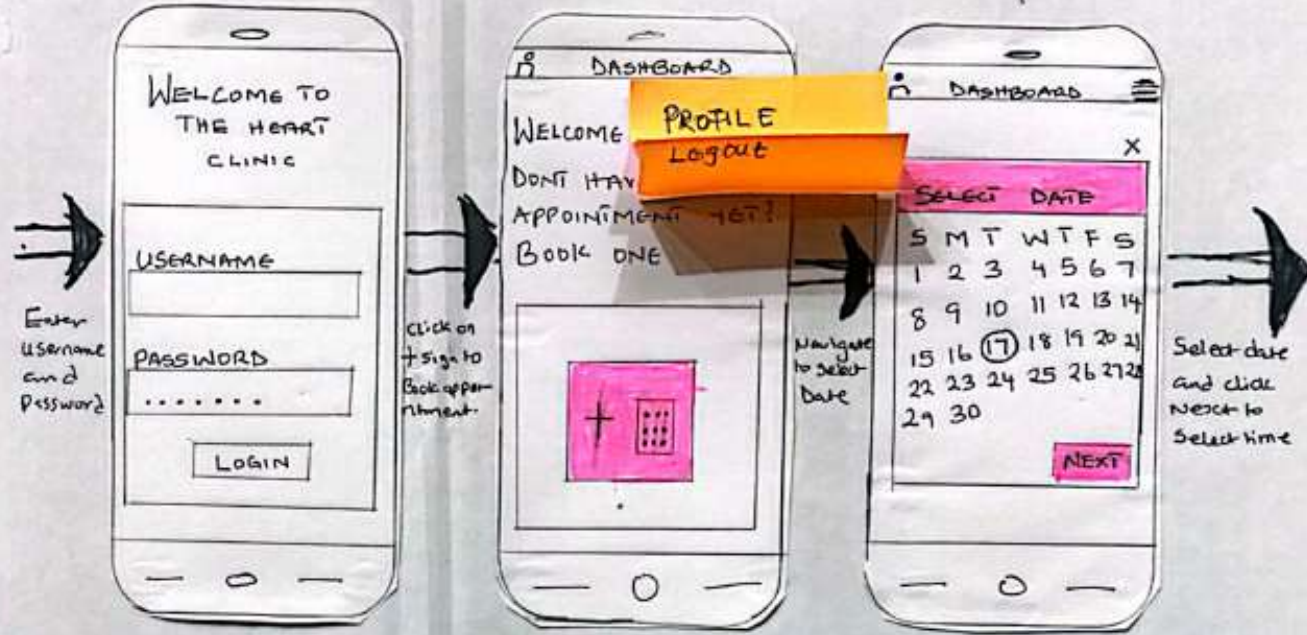 Enter
Username
and
Password
WELCOME TO
THE HEART
CLINIC
USERNAME
PASSWORD
.......
LOGIN
Click on
+ sign to
Book appor
ntment.
DASHBOARD
PROFILE
Logout
WELCOME
DONT HAV
APPOINTMENT YET?
BOOK ONE
+
Navigate
to select
Date
DASHBOARD
X
SELECT DATE
S M T W T F S
1 2 3 4 5 6 7
8 9 10 11 12 13 14
15 16 17 18 19 20 21
22 23 24 25 26 27 28
29 30
NEXT
Select date
and click
Next to
Select time